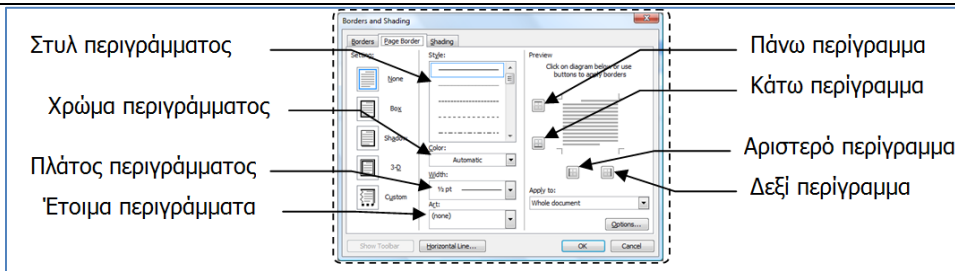 Στυλ περιγράμματος
Χρώμα περιγράμματος
Πλάτος περιγράμματος
Έτοιμα περιγράμματα
Borders and Shading
Borders Page Border Shading
Setting:
None
Box
Shadow
3-D
Custom
Style:
Color:
Automatic
Width:
½ pt
Art:
(none)
Preview
Click on diagram below or use
buttons to apply borders
Apply to:
Whole document
Options...
Show Toolbar Horizontal Line... OK Cancel
Πάνω περίγραμμα
Κάτω περίγραμμα
Αριστερό περίγραμμα
Δεξί περίγραμμα